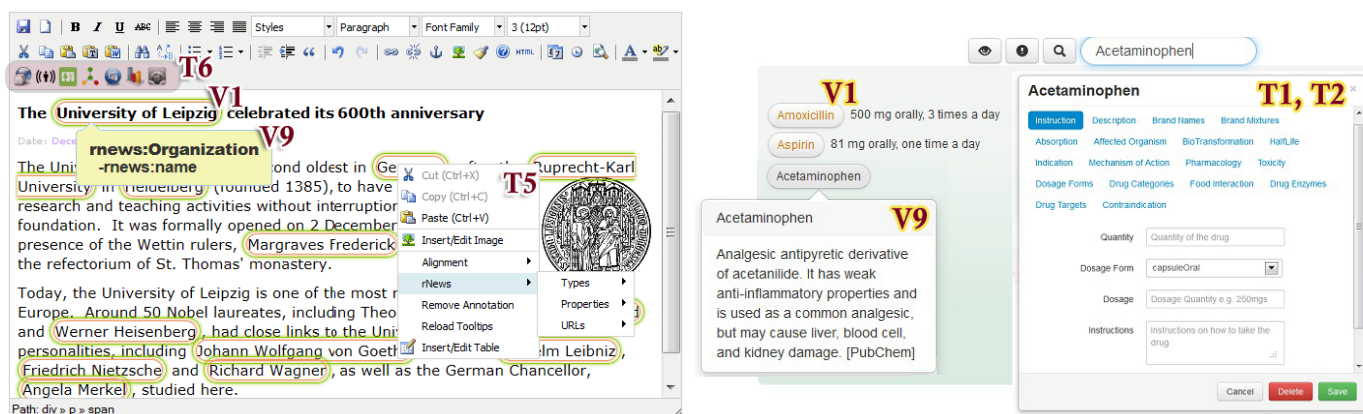 B I U ABC Styles Paragraph Font Family 3 (12pt)
HTML
T6
V1
The University of Leipzig celebrated its 600th anniversary
V9
Date: Dece
rnews:Organization
-rnews:name
The Uni ond oldest in Ge after the Ruprecht-Karl
University in Heidelberg (founded 1385), to have
research and teaching activities without interruption
foundation. It was formally opened on 2 December
presence of the Wettin rulers, Margraves Frederick
the refectorium of St. Thomas' monastery.
Today, the University of Leipzig is one of the most r
Europe. Around 50 Nobel laureates, including Theo d
and Werner Heisenberg, had close links to the Uni
personalities, including Johann Wolfgang von Goeth elm Leibniz,
Friedrich Nietzsche and Richard Wagner, as well as the German Chancellor,
Angela Merkel, studied here.
Path: div » p » span
T5
Cut (Ctrl+X)
Copy (Ctrl+C)
Paste (Ctrl+V)
Insert/Edit Image
Alignment
rNews
Remove Annotation
Reload Tooltips
Insert/Edit Table
Types
Properties
URLs
Acetaminophen
V1
Amoxicillin 500 mg orally, 3 times a day
Aspirin 81 mg orally, one time a day
Acetaminophen
Acetaminophen
V9
Analgesic antipyretic derivative
of acetanilide. It has weak
anti-inflammatory properties and
is used as a common analgesic,
but may cause liver, blood cell,
and kidney damage. [PubChem]
Acetaminophen
T1, T2
×
Instruction Description Brand Names Brand Mixtures
Absorption Affected Organism BioTransformation HalfLife
Indication Mechanism of Action Pharmacology Toxicity
Dosage Forms Drug Categories Food Interaction Drug Enzymes
Drug Targets Contraindication
Quantity Quantity of the drug
Dosage Form capsuleOral
Dosage Dosage Quantity e.g. 250mgs
Instructions Instructions on how to take the
drug
Cancel Delete Save